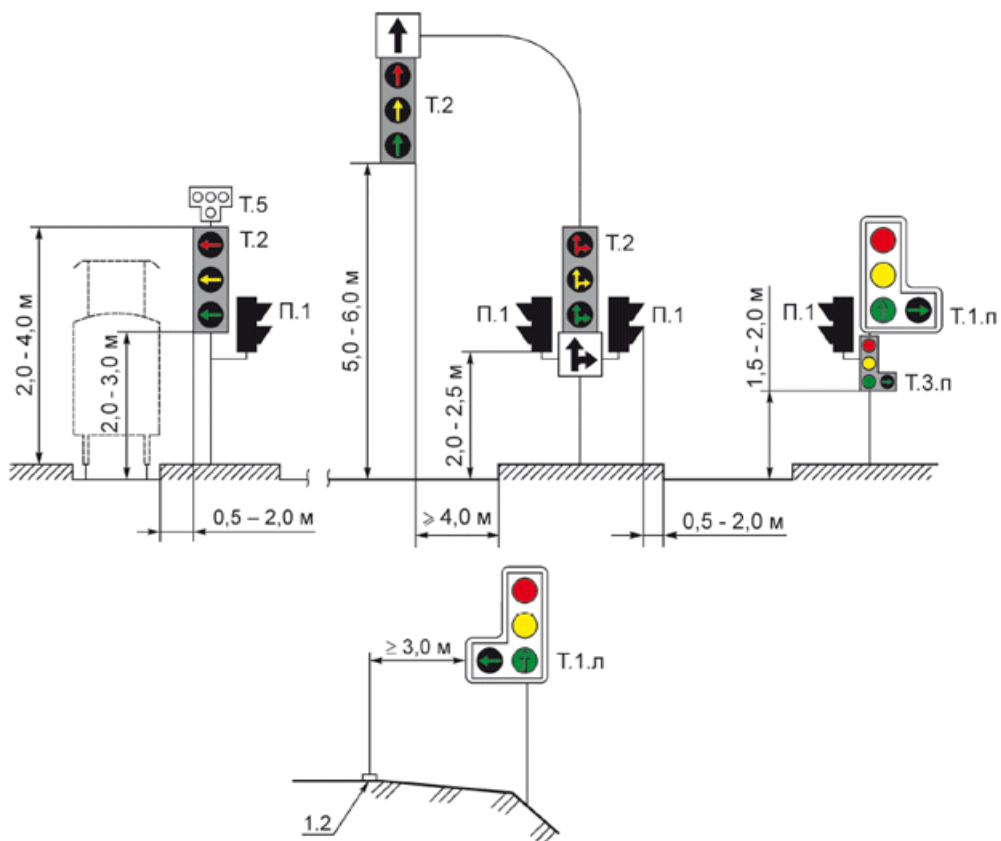 Т.2
Т.5
Т.2
Т.2
П.1
П.1
П.1
П.1
Т.1.п
Т.3.п
2,0 - 4,0 м
2,0 - 3,0 м
5,0 - 6,0 м
2,0 - 2,5 м
1,5 - 2,0 м
0,5 – 2,0 м
⩾ 4,0 м
0,5 - 2,0 м
≥ 3,0 м
Т.1.л
1.2